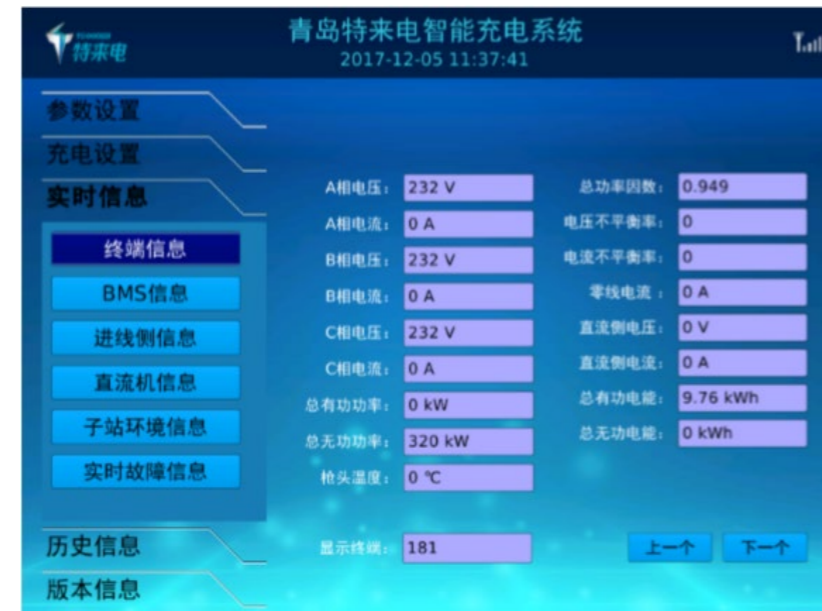 特来电
青岛特来电智能充电系统
2017-12-05 11:37:41
参数设置
充电设置
实时信息
终端信息
BMS信息
进线侧信息
直流机信息
子站环境信息
实时故障信息
历史信息
版本信息
A相电压: 232 V
A相电流: 0 A
B相电压: 232 V
B相电流: 0 A
C相电压: 232 V
C相电流: 0 A
总有功功率: 0 kW
总无功功率: 320 kW
枪头温度: 0 ℃
显示终端: 181
总功率因数: 0.949
电压不平衡率: 0
电流不平衡率: 0
零线电流: 0 A
直流侧电压: 0 V
直流侧电流: 0 A
总有功电能: 9.76 kWh
总无功电能: 0 kWh
上一个 下一个